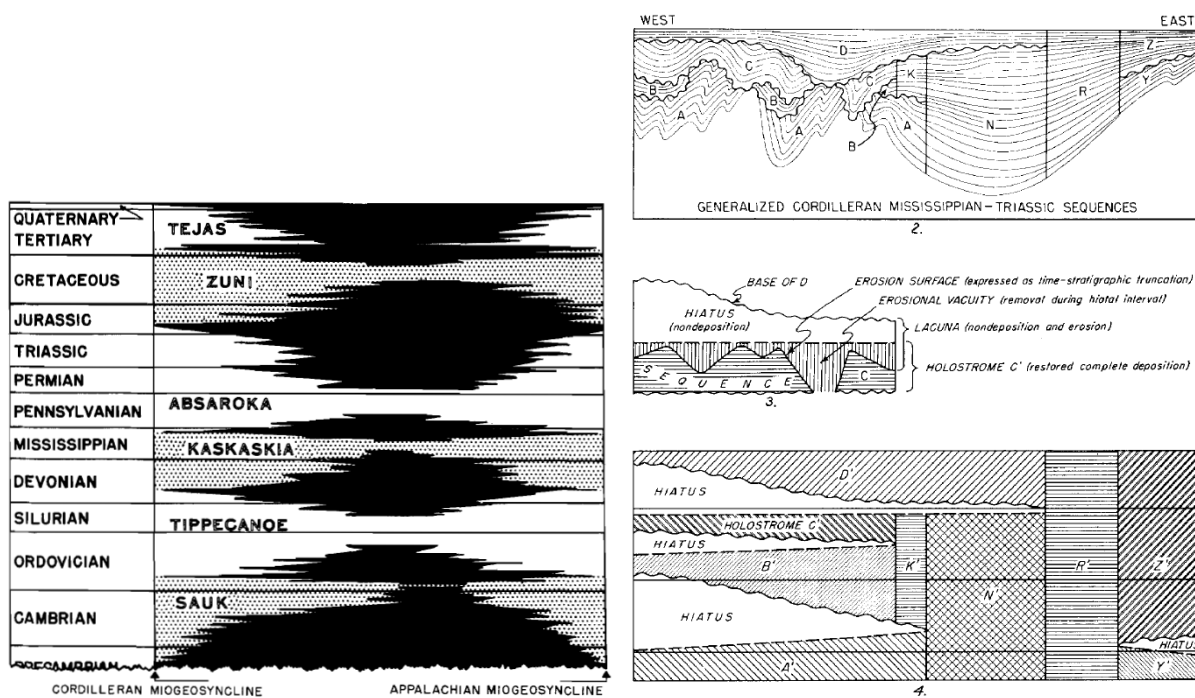 QUATERNARY
TERTIARY
CRETACEOUS
JURASSIC
TRIASSIC
PERMIAN
PENNSYLVANIAN
MISSISSIPPIAN
DEVONIAN
SILURIAN
ORDOVICIAN
CAMBRIAN
PRECAMBRIAN
TEJAS
ZUNI
ABSAROKA
KASKASKIA
TIPPECANOE
SAUK
CORDILLERAN MIOGEOSYNCLINE
APPALACHIAN MIOGEOSYNCLINE
WEST
EAST
D
Z
C
C
K
Y
B
B
R
A
A
A
N
B
GENERALIZED CORDILLERAN MISSISSIPPIAN-TRIASSIC SEQUENCES
2.
BASE OF D
EROSION SURFACE (expressed as time-stratigraphic truncation)
EROSIONAL VACUITY (removal during hiatal interval)
HIATUS
(nondeposition)
LACUNA (nondeposition and erosion)
HOLOSTROME C' (restored complete deposition)
SEQUENCE
C
3.
D'
HIATUS
HOLOSTROME C'
HIATUS
B'
K'
N'
R'
Z'
HIATUS
HIATUS
A'
Y'
4.